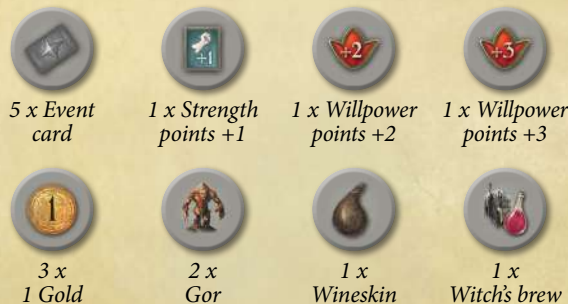 +1
+2
+3
5 x Event
card
1 x Strength
points +1
1 x Willpower
points +2
1 x Willpower
points +3
1
3 x
1 Gold
2 x
Gor
1 x
Wineskin
1 x
Witch's brew